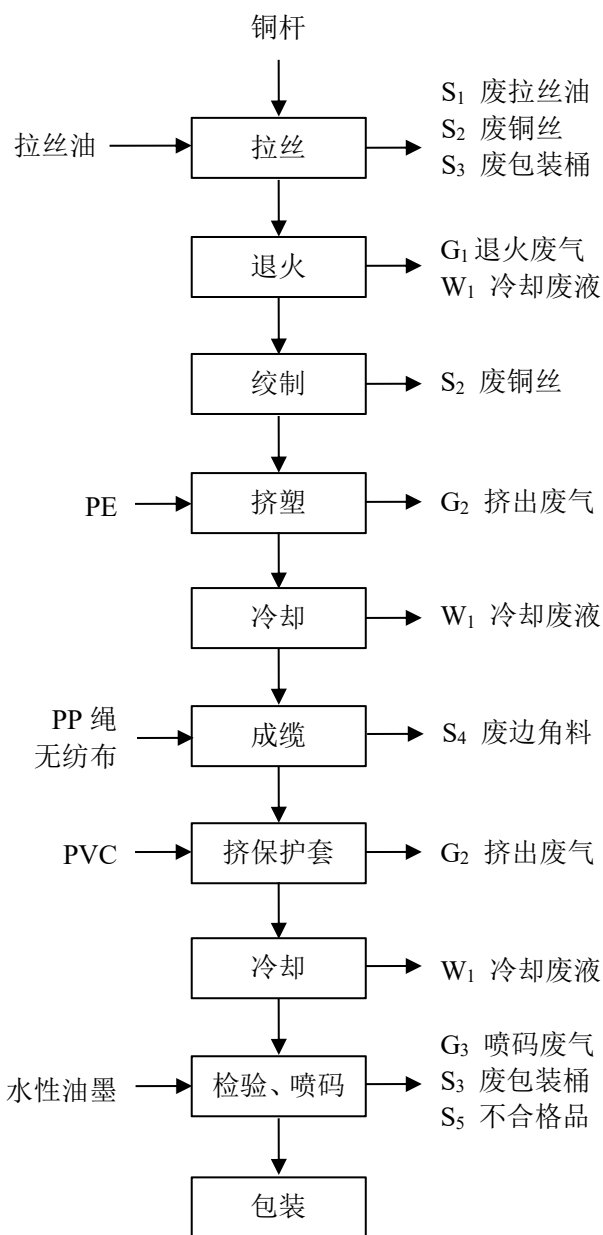 铜杆
拉丝油
拉丝
S₁ 废拉丝油
S₂ 废铜丝
S₃ 废包装桶
退火
G₁退火废气
W₁ 冷却废液
绞制
S₂ 废铜丝
PE
挤塑
G₂ 挤出废气
冷却
W₁ 冷却废液
PP 绳
无纺布
成缆
S₄ 废边角料
PVC
挤保护套
G₂ 挤出废气
冷却
W₁ 冷却废液
水性油墨
检验、喷码
G₃ 喷码废气
S₃ 废包装桶
S₅ 不合格品
包装